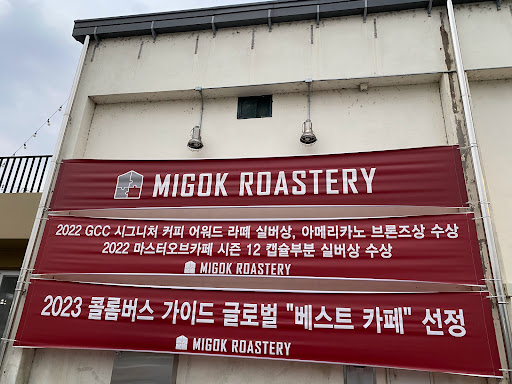 MIGOK ROASTERY
2022 GCC 시그니처 커피 어워드 라떼 실버상, 아메리카노 브론즈상 수상
2022 마스터오브카페 시즌 12 캡슐부분 실버상 수상
MIGOK ROASTERY
2023 콜롬버스 가이드 글로벌 "베스트 카페" 선정
MIGOK ROASTERY